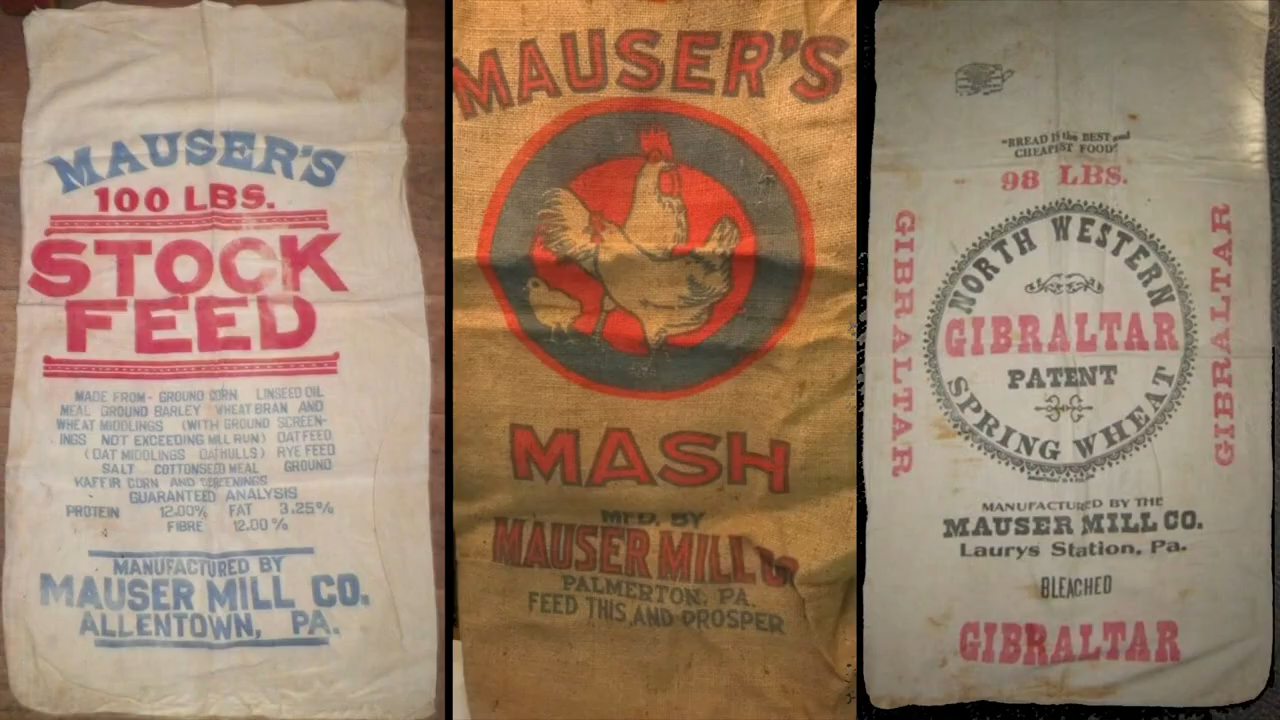 MAUSER'S
100 LBS.
STOCK
FEED
MADE FROM - GROUND CORN LINSEED OIL
MEAL GROUND BARLEY WHEAT BRAN AND
WHEAT MIDDLINGS (WITH GROUND SCREEN-
INGS NOT EXCEEDING MILL RUN) OAT FEED
(OAT MIDDLINGS OAT HULLS) RYE FEED
SALT COTTONSEED MEAL GROUND
KAFFIR CORN AND SCREENINGS
GUARANTEED ANALYSIS
PROTEIN 12.00% FAT 3.25%
FIBRE 12.00%
MANUFACTURED BY
MAUSER MILL CO.
ALLENTOWN, PA.
MAUSER'S
MASH
MFD. BY
MAUSER MILL Co
PALMERTON, PA.
FEED THIS AND PROSPER
"BREAD IS the BEST and
CHEAPEST FOOD"
98 LBS.
GIBRALTAR
NORTH WESTERN
GIBRALTAR
PATENT
SPRING WHEAT
GIBRALTAR
MANUFACTURED BY THE
MAUSER MILL CO.
Laurys Station, Pa.
BLEACHED
GIBRALTAR